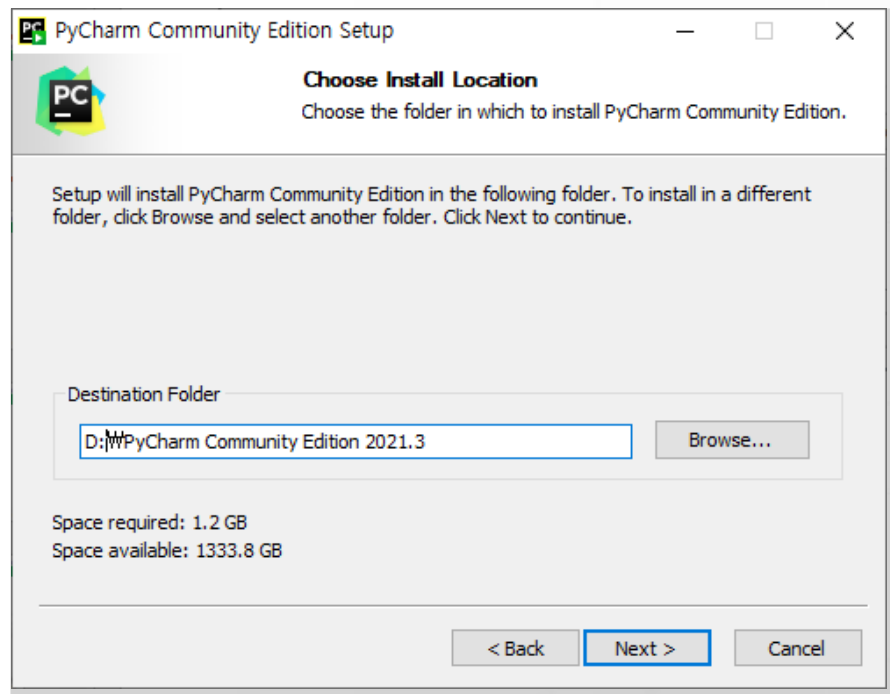 PyCharm Community Edition Setup
PC
Choose Install Location
Choose the folder in which to install PyCharm Community Edition.
Setup will install PyCharm Community Edition in the following folder. To install in a different
folder, click Browse and select another folder. Click Next to continue.
Destination Folder
D:₩PyCharm Community Edition 2021.3
Browse...
Space required: 1.2 GB
Space available: 1333.8 GB
< Back
Next >
Cancel